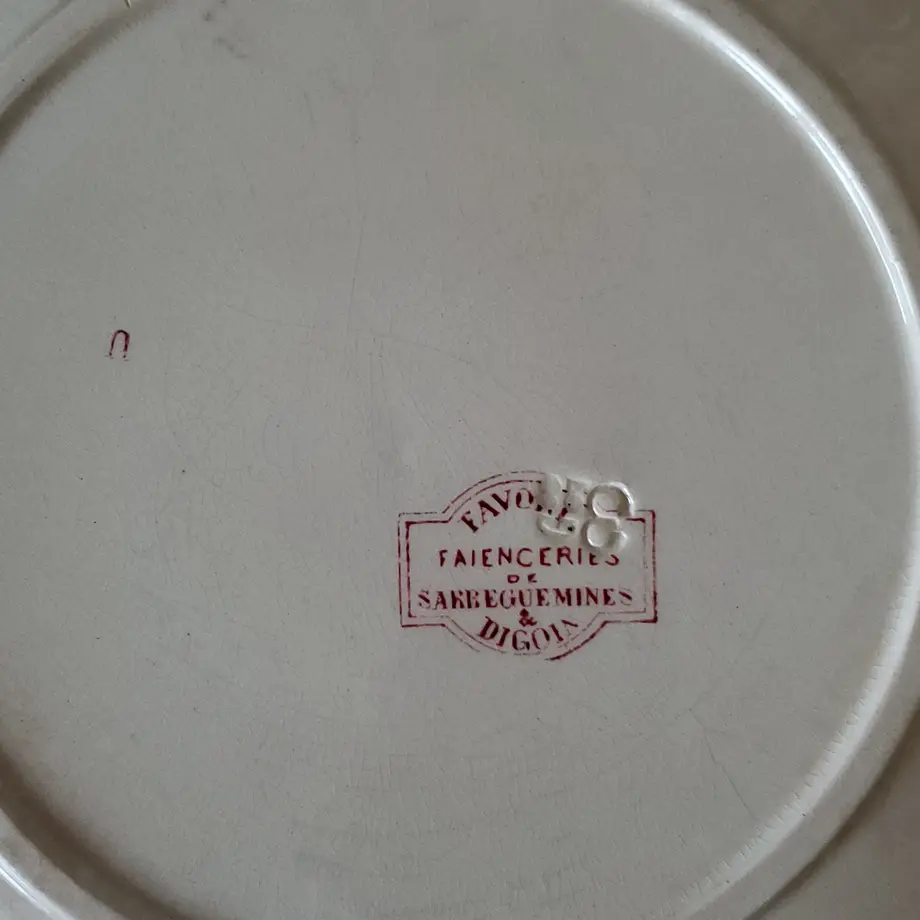 FAIENCERIES
DE
SARREGUEMINES
&
DIGOIN